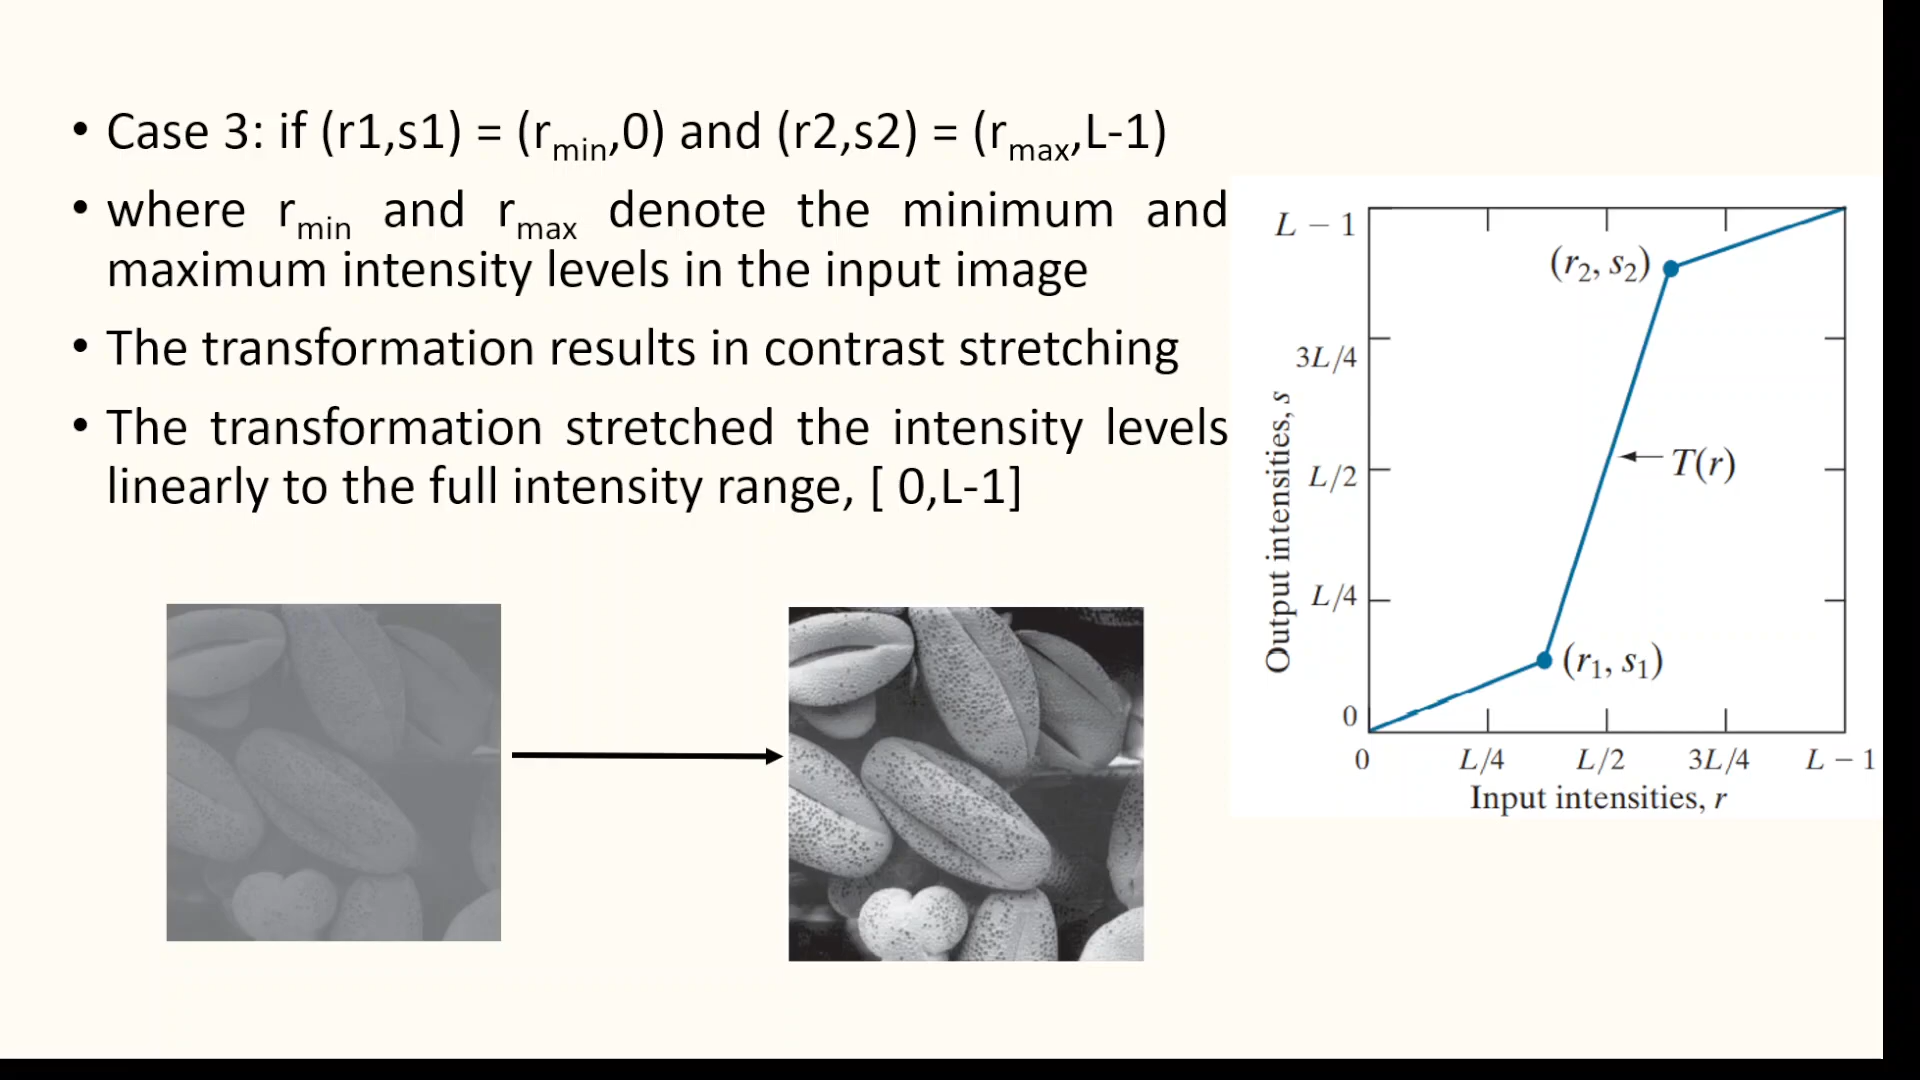 • Case 3: if (r1,s1) = (rmin,0) and (r2,s2) = (rmax,L-1)
• where rmin and rmax denote the minimum and
maximum intensity levels in the input image
• The transformation results in contrast stretching
• The transformation stretched the intensity levels
linearly to the full intensity range, [ 0,L-1]
L − 1
3L/4
L/2
L/4
0
Output intensities, s
(r2, s2)
T(r)
(r1, s1)
0 L/4 L/2 3L/4 L − 1
Input intensities, r